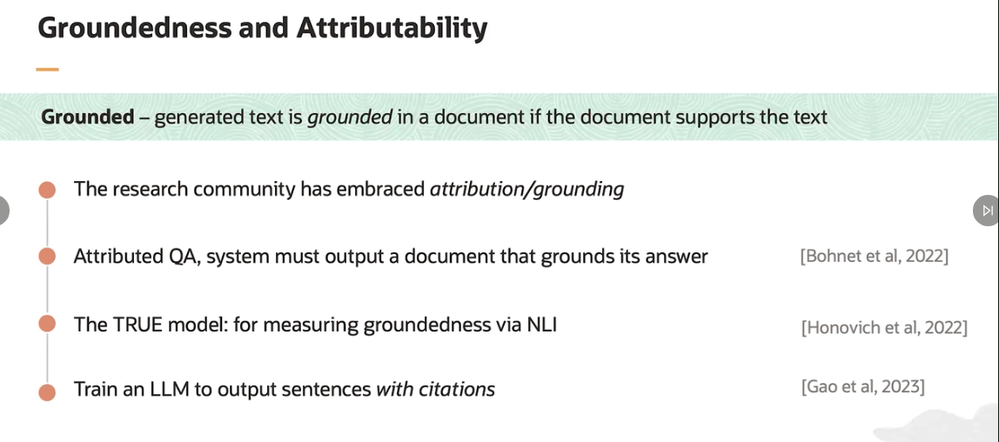 Groundedness and Attributability
Grounded – generated text is grounded in a document if the document supports the text
The research community has embraced attribution/grounding
Attributed QA, system must output a document that grounds its answer [Bohnet et al, 2022]
The TRUE model: for measuring groundedness via NLI [Honovich et al, 2022]
Train an LLM to output sentences with citations [Gao et al, 2023]